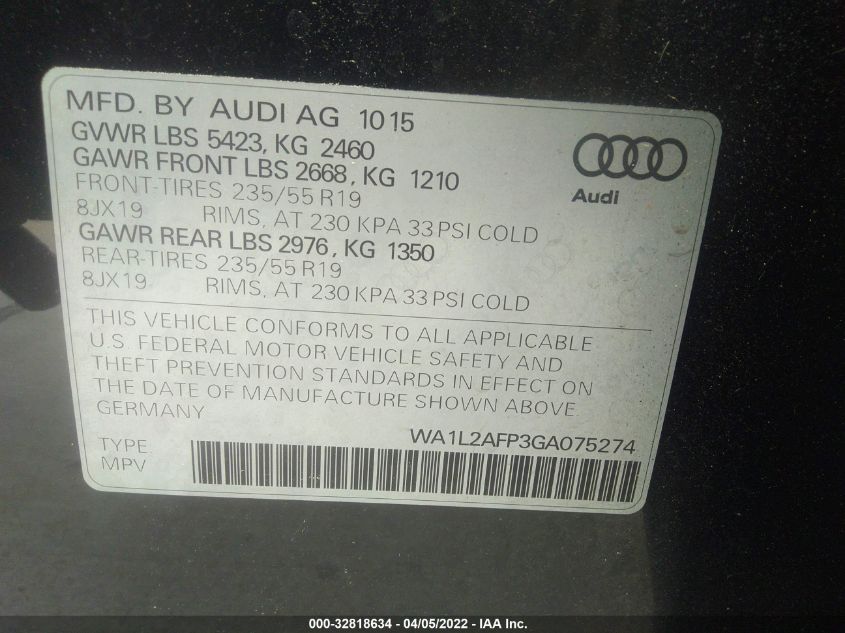 MFD. BY AUDI AG 1015
GVWR LBS 5423, KG 2460
GAWR FRONT LBS 2668, KG 1210
FRONT-TIRES 235/55 R19
8JX19 RIMS, AT 230 KPA 33 PSI COLD
GAWR REAR LBS 2976, KG 1350
REAR-TIRES 235/55 R19
8JX19 RIMS, AT 230 KPA 33 PSI COLD
Audi
THIS VEHICLE CONFORMS TO ALL APPLICABLE
U.S. FEDERAL MOTOR VEHICLE SAFETY AND
THEFT PREVENTION STANDARDS IN EFFECT ON
THE DATE OF MANUFACTURE SHOWN ABOVE.
GERMANY
WA1L2AFP3GA075274
TYPE
MPV
000-32818634 - 04/05/2022 - IAA Inc.